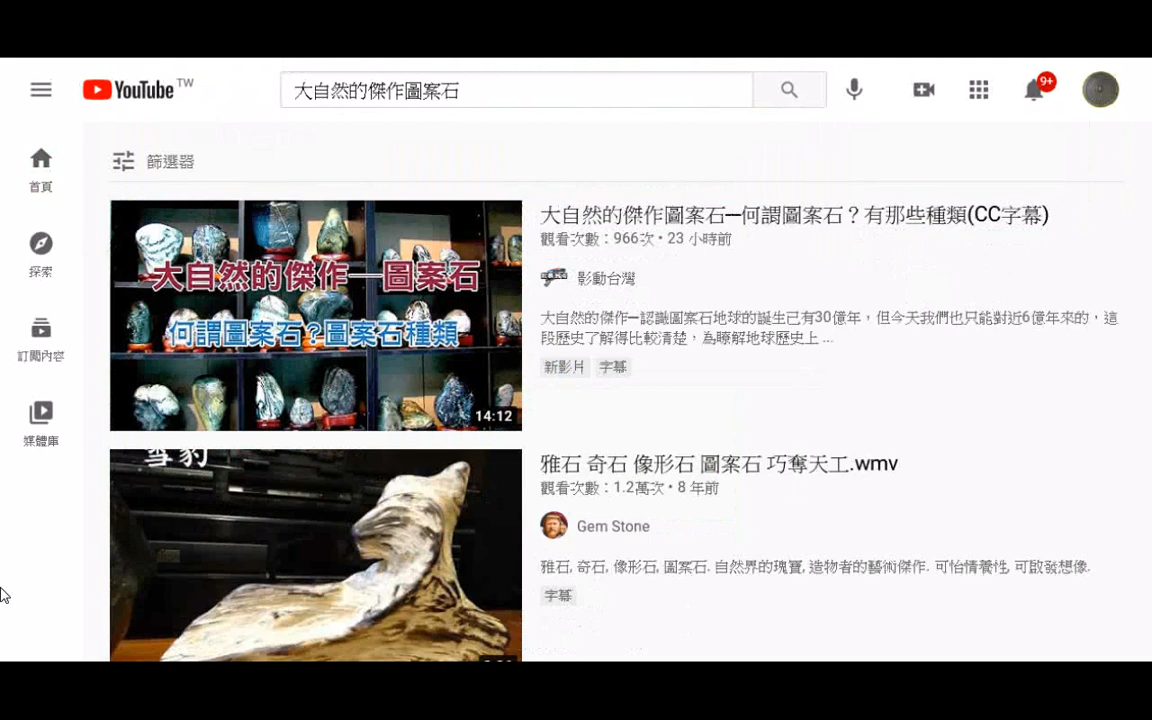 YouTube TW
大自然的傑作圖案石
9+
首頁
探索
訂閱內容
媒體庫
篩選器
大自然的傑作—圖案石
何謂圖案石?圖案石種類
14:12
大自然的傑作圖案石—何謂圖案石？有那些種類(CC字幕)
觀看次數：966次 • 23 小時前
影動台灣
大自然的傑作—認識圖案石地球的誕生己有30億年，但今天我們也只能對近6億年來的，這
段歷史了解得比較清楚，為瞭解地球歷史上 ...
新影片 字幕
雪豹
雅石 奇石 像形石 圖案石 巧奪天工.wmv
觀看次數：1.2萬次 • 8 年前
Gem Stone
雅石, 奇石, 像形石, 圖案石. 自然界的瑰寶, 造物者的藝術傑作. 可怡情養性, 可啟發想像.
字幕